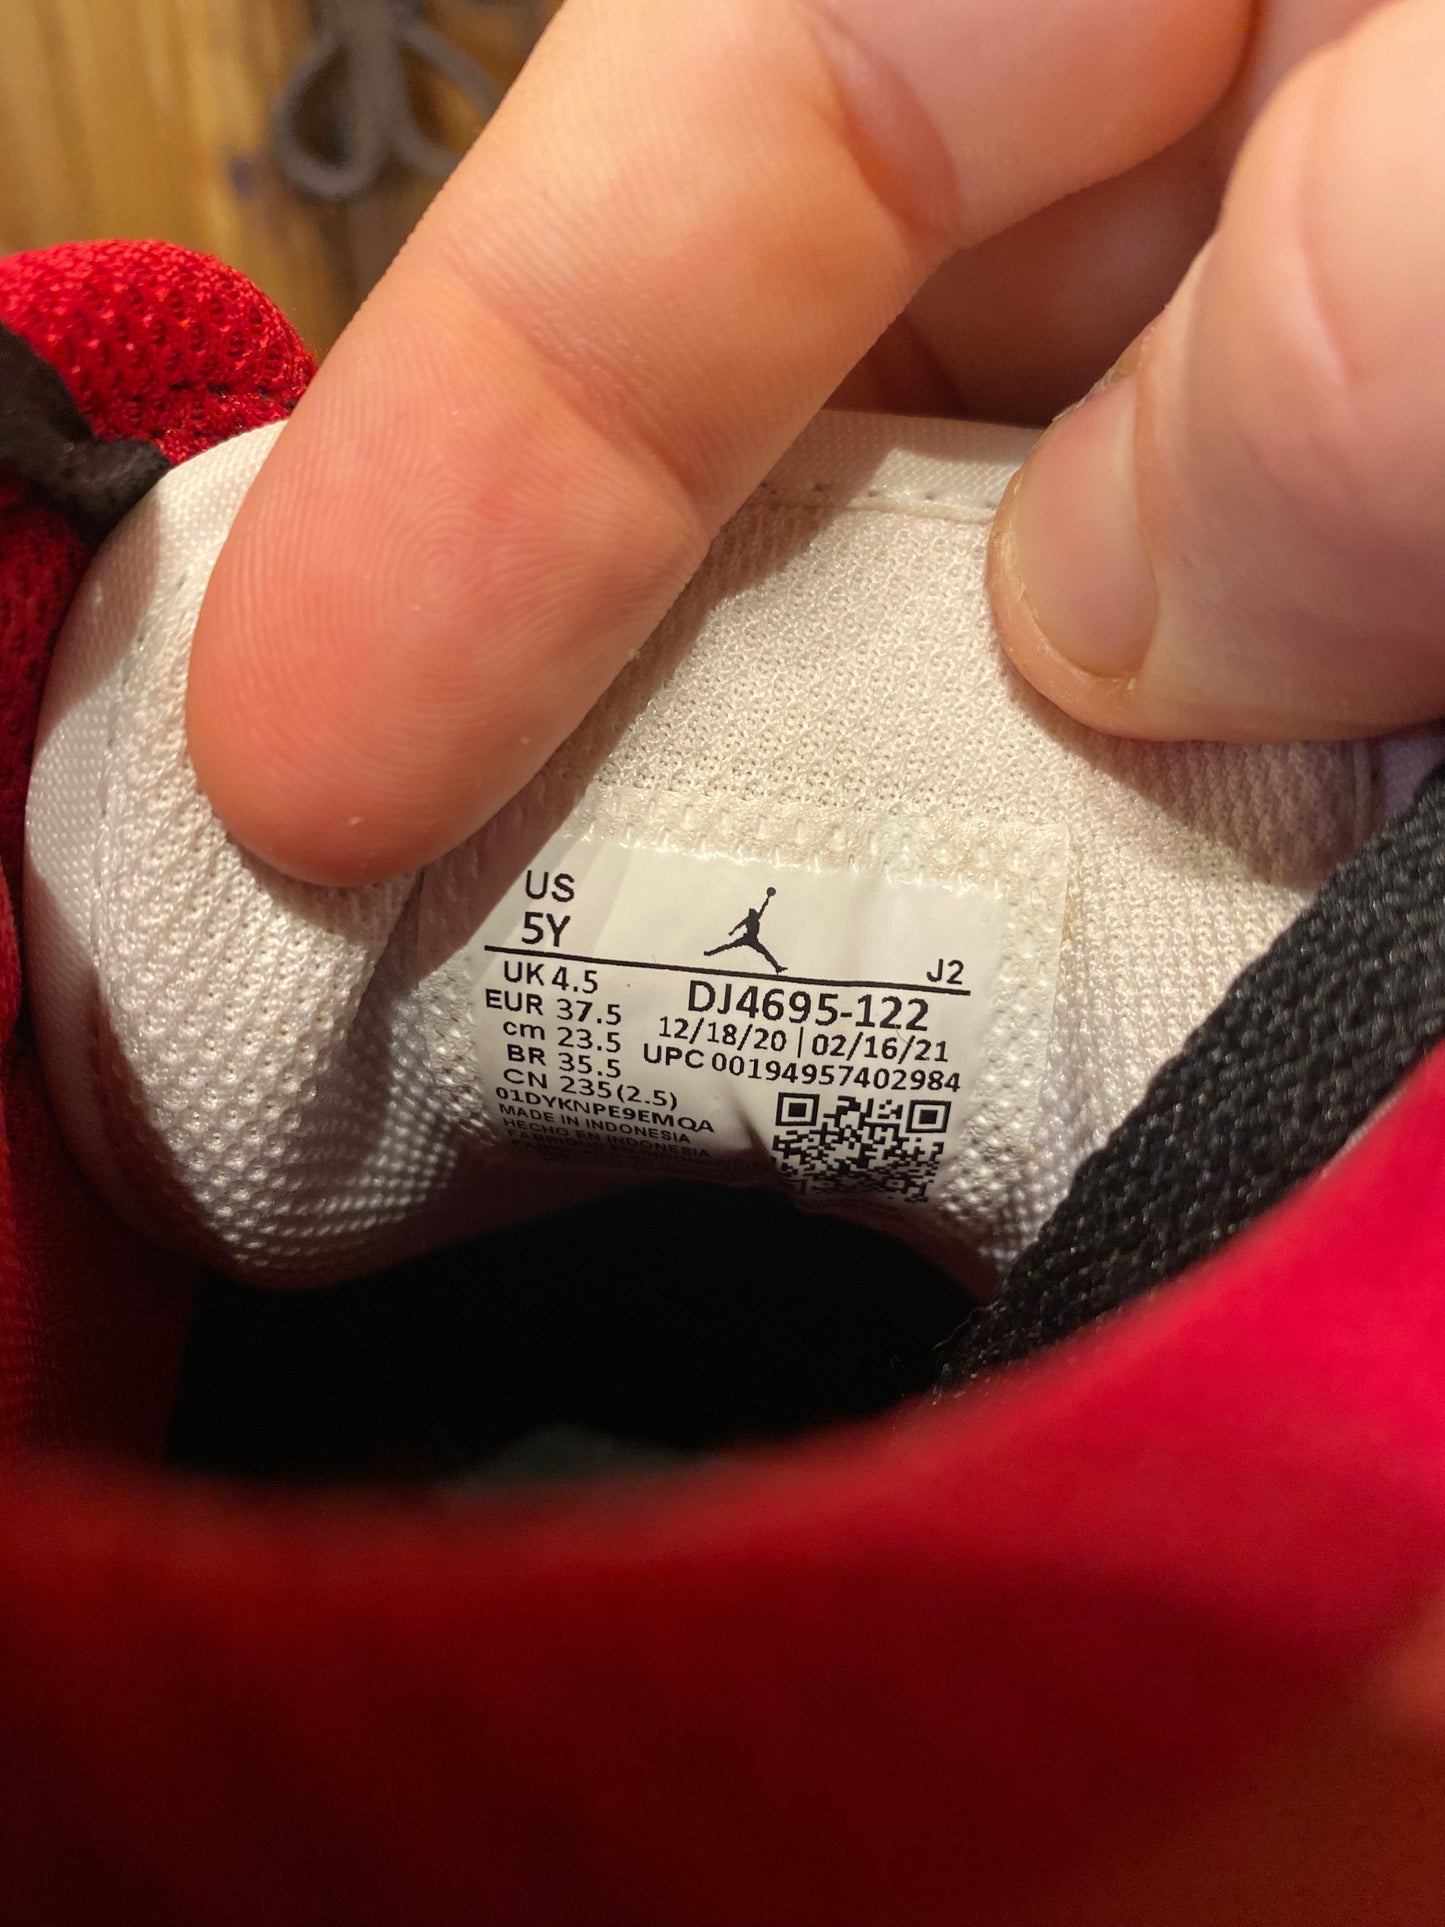 US
5Y
J2
UK 4.5
EUR 37.5
cm 23.5
BR 35.5
CN 235(2.5)
DJ4695-122
12/18/20 | 02/16/21
UPC 00194957402984
01DYKNPE9EMQA
MADE IN INDONESIA
HECHO EN INDONESIA